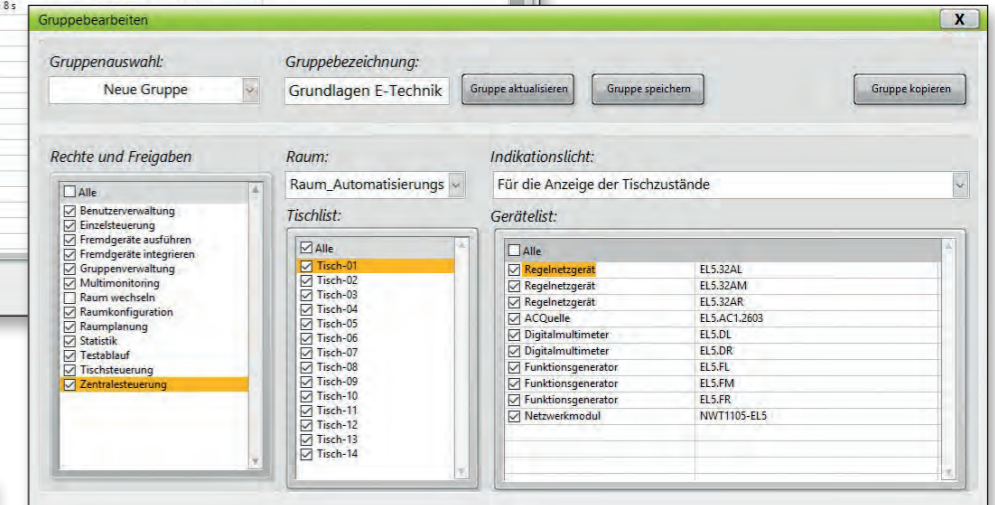 8 s
Gruppebearbeiten
X
Gruppenauswahl:
Gruppebezeichnung:
Neue Gruppe
Grundlagen E-Technik
Gruppe aktualisieren
Gruppe speichern
Gruppe kopieren
Rechte und Freigaben
Alle
Benutzerverwaltung
Einzelsteuerung
Fremdgeräte ausführen
Fremdgeräte integrieren
Gruppenverwaltung
Multimonitoring
Raum wechseln
Raumkonfiguration
Raumplanung
Statistik
Testablauf
Tischsteuerung
Zentralesteuerung
Raum:
Raum_Automatisierungs
Tischlist:
Alle
Tisch-01
Tisch-02
Tisch-03
Tisch-04
Tisch-05
Tisch-06
Tisch-07
Tisch-08
Tisch-09
Tisch-10
Tisch-11
Tisch-12
Tisch-13
Tisch-14
Indikationslicht:
Für die Anzeige der Tischzustände
Gerätelist:
Alle
Regelnetzgerät EL5.32AL
Regelnetzgerät EL5.32AM
Regelnetzgerät EL5.32AR
ACQuelle EL5.AC1.2603
Digitalmultimeter EL5.DL
Digitalmultimeter EL5.DR
Funktionsgenerator EL5.FL
Funktionsgenerator EL5.FM
Funktionsgenerator EL5.FR
Netzwerkmodul NWT1105-EL5